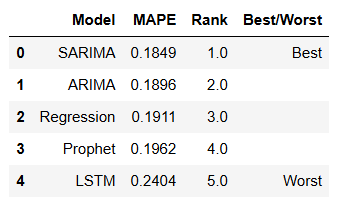 Model MAPE Rank Best/Worst
0 SARIMA 0.1849 1.0 Best
1 ARIMA 0.1896 2.0
2 Regression 0.1911 3.0
3 Prophet 0.1962 4.0
4 LSTM 0.2404 5.0 Worst